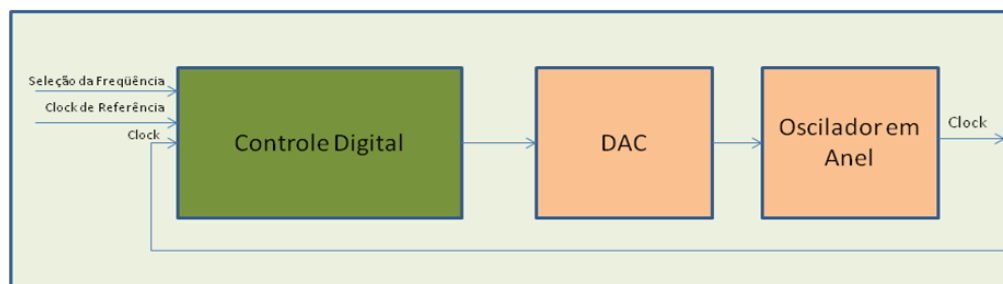 Seleção da Freqüência
Clock de Referência
Clock
Controle Digital
DAC
Oscilador em
Anel
Clock